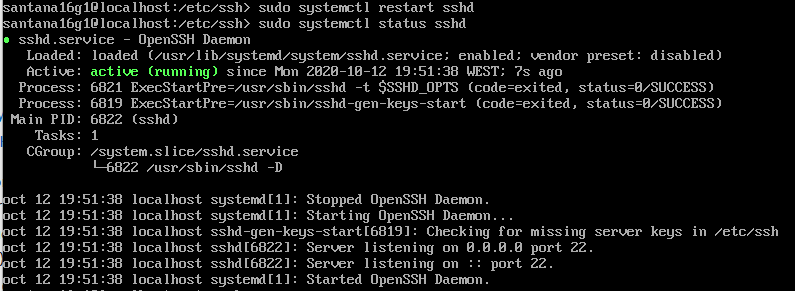 santana16g1@localhost:/etc/ssh> sudo systemctl restart sshd
santana16g1@localhost:/etc/ssh> sudo systemctl status sshd
● sshd.service - OpenSSH Daemon
   Loaded: loaded (/usr/lib/systemd/system/sshd.service; enabled; vendor preset: disabled)
   Active: active (running) since Mon 2020-10-12 19:51:38 WEST; 7s ago
  Process: 6821 ExecStartPre=/usr/sbin/sshd -t $SSHD_OPTS (code=exited, status=0/SUCCESS)
  Process: 6819 ExecStartPre=/usr/sbin/sshd-gen-keys-start (code=exited, status=0/SUCCESS)
 Main PID: 6822 (sshd)
    Tasks: 1
   CGroup: /system.slice/sshd.service
           └─6822 /usr/sbin/sshd -D
oct 12 19:51:38 localhost systemd[1]: Stopped OpenSSH Daemon.
oct 12 19:51:38 localhost systemd[1]: Starting OpenSSH Daemon...
oct 12 19:51:38 localhost sshd-gen-keys-start[6819]: Checking for missing server keys in /etc/ssh
oct 12 19:51:38 localhost sshd[6822]: Server listening on 0.0.0.0 port 22.
oct 12 19:51:38 localhost sshd[6822]: Server listening on :: port 22.
oct 12 19:51:38 localhost systemd[1]: Started OpenSSH Daemon.